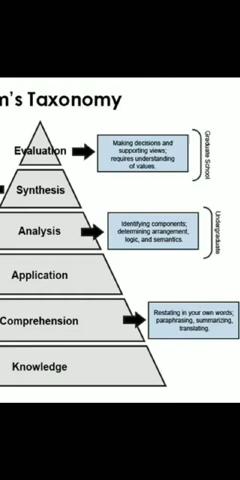 m's Taxonomy
Evaluation
Making decisions and
supporting views;
requires understanding
of values.
Graduate School
Synthesis
Analysis
Identifying components;
determining arrangement,
logic, and semantics.
Undergraduate
Application
Comprehension
Restating in your own words;
paraphrasing, summarizing,
translating.
Knowledge